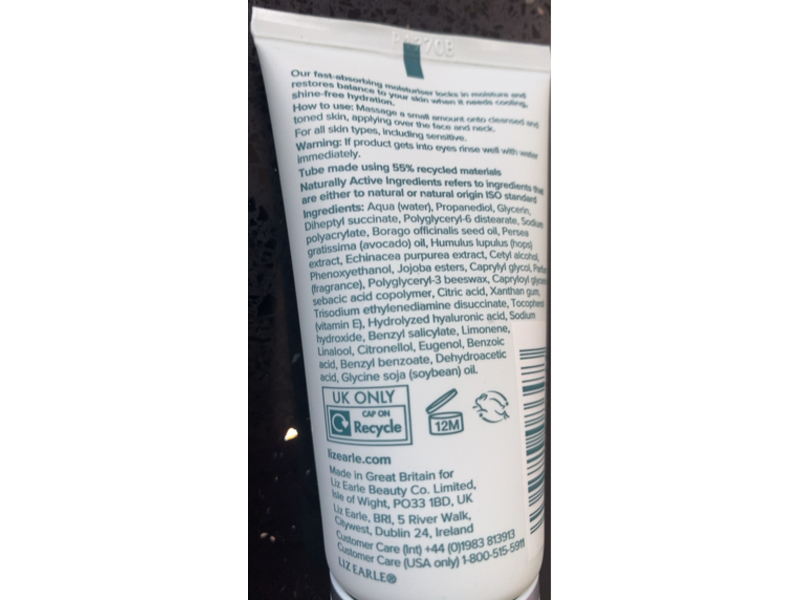 Our fast-absorbing moisturiser locks in moisture and
restores balance to your skin when it needs cooling,
shine-free hydration.
How to use: Massage a small amount onto cleansed and
toned skin, applying over the face and neck.
For all skin types, including sensitive.
Warning: If product gets into eyes rinse well with water
immediately.
Tube made using 55% recycled materials
Naturally Active Ingredients refers to ingredients that
are either to natural or natural origin ISO standard
Ingredients: Aqua (water), Propanediol, Glycerin,
Diheptyl succinate, Polyglyceryl-6 distearate, Sodium
polyacrylate, Borago officinalis seed oil, Persea
gratissima (avocado) oil, Humulus lupulus (hops)
extract, Echinacea purpurea extract, Cetyl alcohol,
Phenoxyethanol, Jojoba esters, Caprylyl glycol,
(fragrance), Polyglyceryl-3 beeswax, Capryloyl
sebacic acid copolymer, Citric acid, Xanthan gum,
Trisodium ethylenediamine disuccinate,
(vitamin E), Hydrolyzed hyaluronic acid, Sodium
hydroxide, Benzyl salicylate, Limonene,
Linalool, Citronellol, Eugenol, Benzoic
acid, Benzyl benzoate, Dehydroacetic
acid, Glycine soja (soybean) oil.
UK ONLY
CAP ON
Recycle
12M
lizearle.com
Made in Great Britain for
Liz Earle Beauty Co. Limited,
Isle of Wight, PO33 1BD, UK
Liz Earle, BRI, 5 River Walk,
Citywest, Dublin 24, Ireland
Customer Care (Int) +44 (0)1983 813913
Customer Care (USA only) 1-800-515-5911
LIZ EARLE®